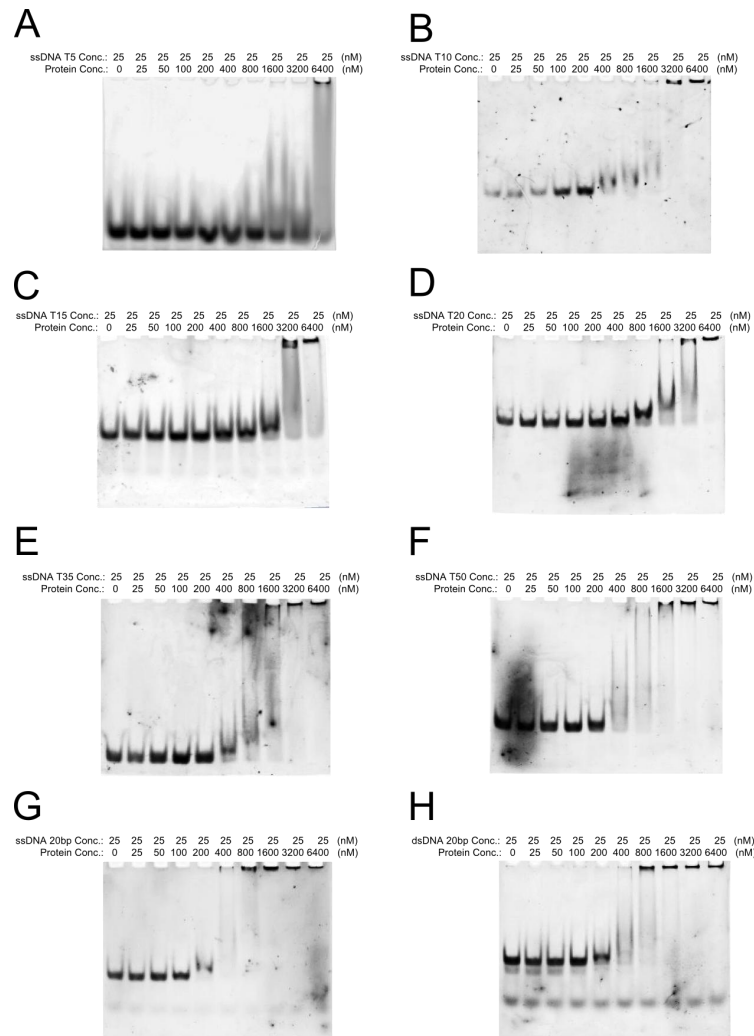 A
ssDNA T5 Conc.: 25 25 25 25 25 25 25 25 25 25 (nM)
Protein Conc.: 0 25 50 100 200 400 800 1600 3200 6400 (nM)
B
ssDNA T10 Conc.: 25 25 25 25 25 25 25 25 25 25 (nM)
Protein Conc.: 0 25 50 100 200 400 800 1600 3200 6400 (nM)
C
ssDNA T15 Conc.: 25 25 25 25 25 25 25 25 25 25 (nM)
Protein Conc.: 0 25 50 100 200 400 800 1600 3200 6400 (nM)
D
ssDNA T20 Conc.: 25 25 25 25 25 25 25 25 25 25 (nM)
Protein Conc.: 0 25 50 100 200 400 800 1600 3200 6400 (nM)
E
ssDNA T35 Conc.: 25 25 25 25 25 25 25 25 25 25 (nM)
Protein Conc.: 0 25 50 100 200 400 800 1600 3200 6400 (nM)
F
ssDNA T50 Conc.: 25 25 25 25 25 25 25 25 25 25 (nM)
Protein Conc.: 0 25 50 100 200 400 800 1600 3200 6400 (nM)
G
ssDNA 20bp Conc.: 25 25 25 25 25 25 25 25 25 25 (nM)
Protein Conc.: 0 25 50 100 200 400 800 1600 3200 6400 (nM)
H
dsDNA 20bp Conc.: 25 25 25 25 25 25 25 25 25 25 (nM)
Protein Conc.: 0 25 50 100 200 400 800 1600 3200 6400 (nM)